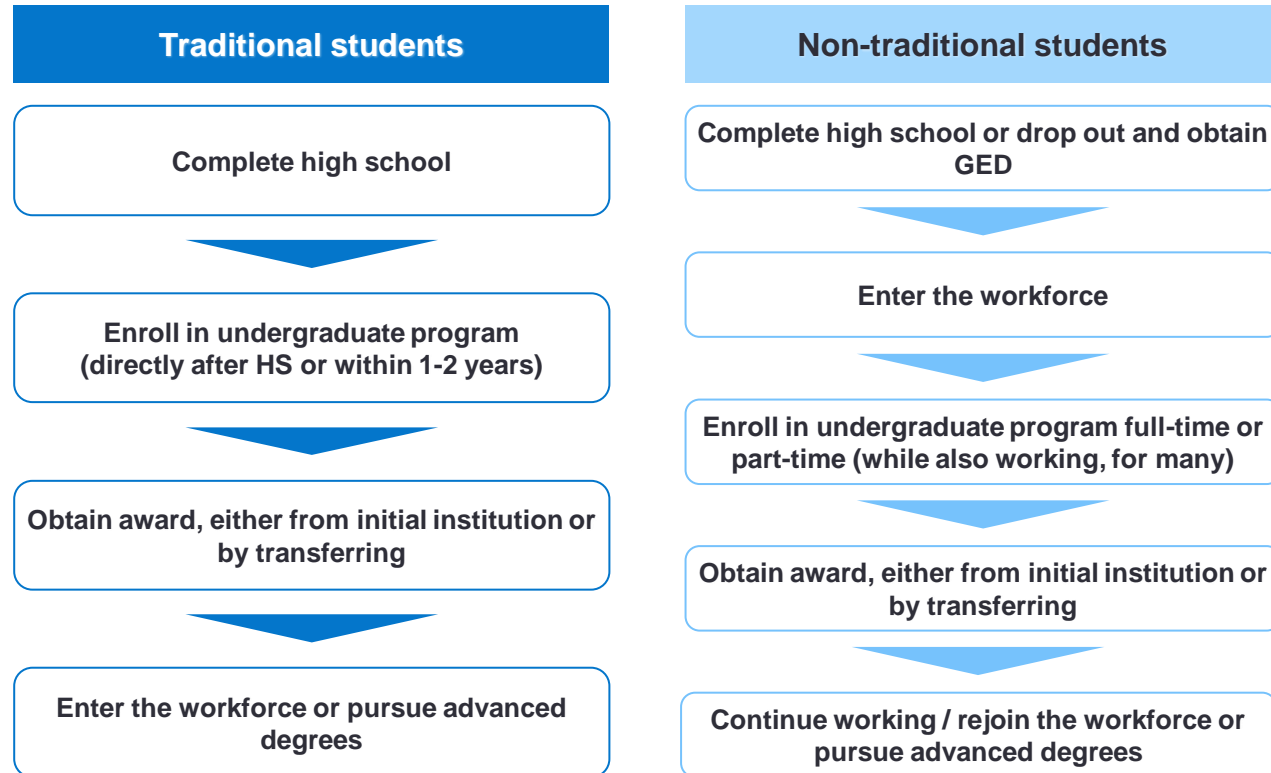 Traditional students
Complete high school
Enroll in undergraduate program
(directly after HS or within 1-2 years)
Obtain award, either from initial institution or
by transferring
Enter the workforce or pursue advanced
degrees
Non-traditional students
Complete high school or drop out and obtain
GED
Enter the workforce
Enroll in undergraduate program full-time or
part-time (while also working, for many)
Obtain award, either from initial institution or
by transferring
Continue working / rejoin the workforce or
pursue advanced degrees